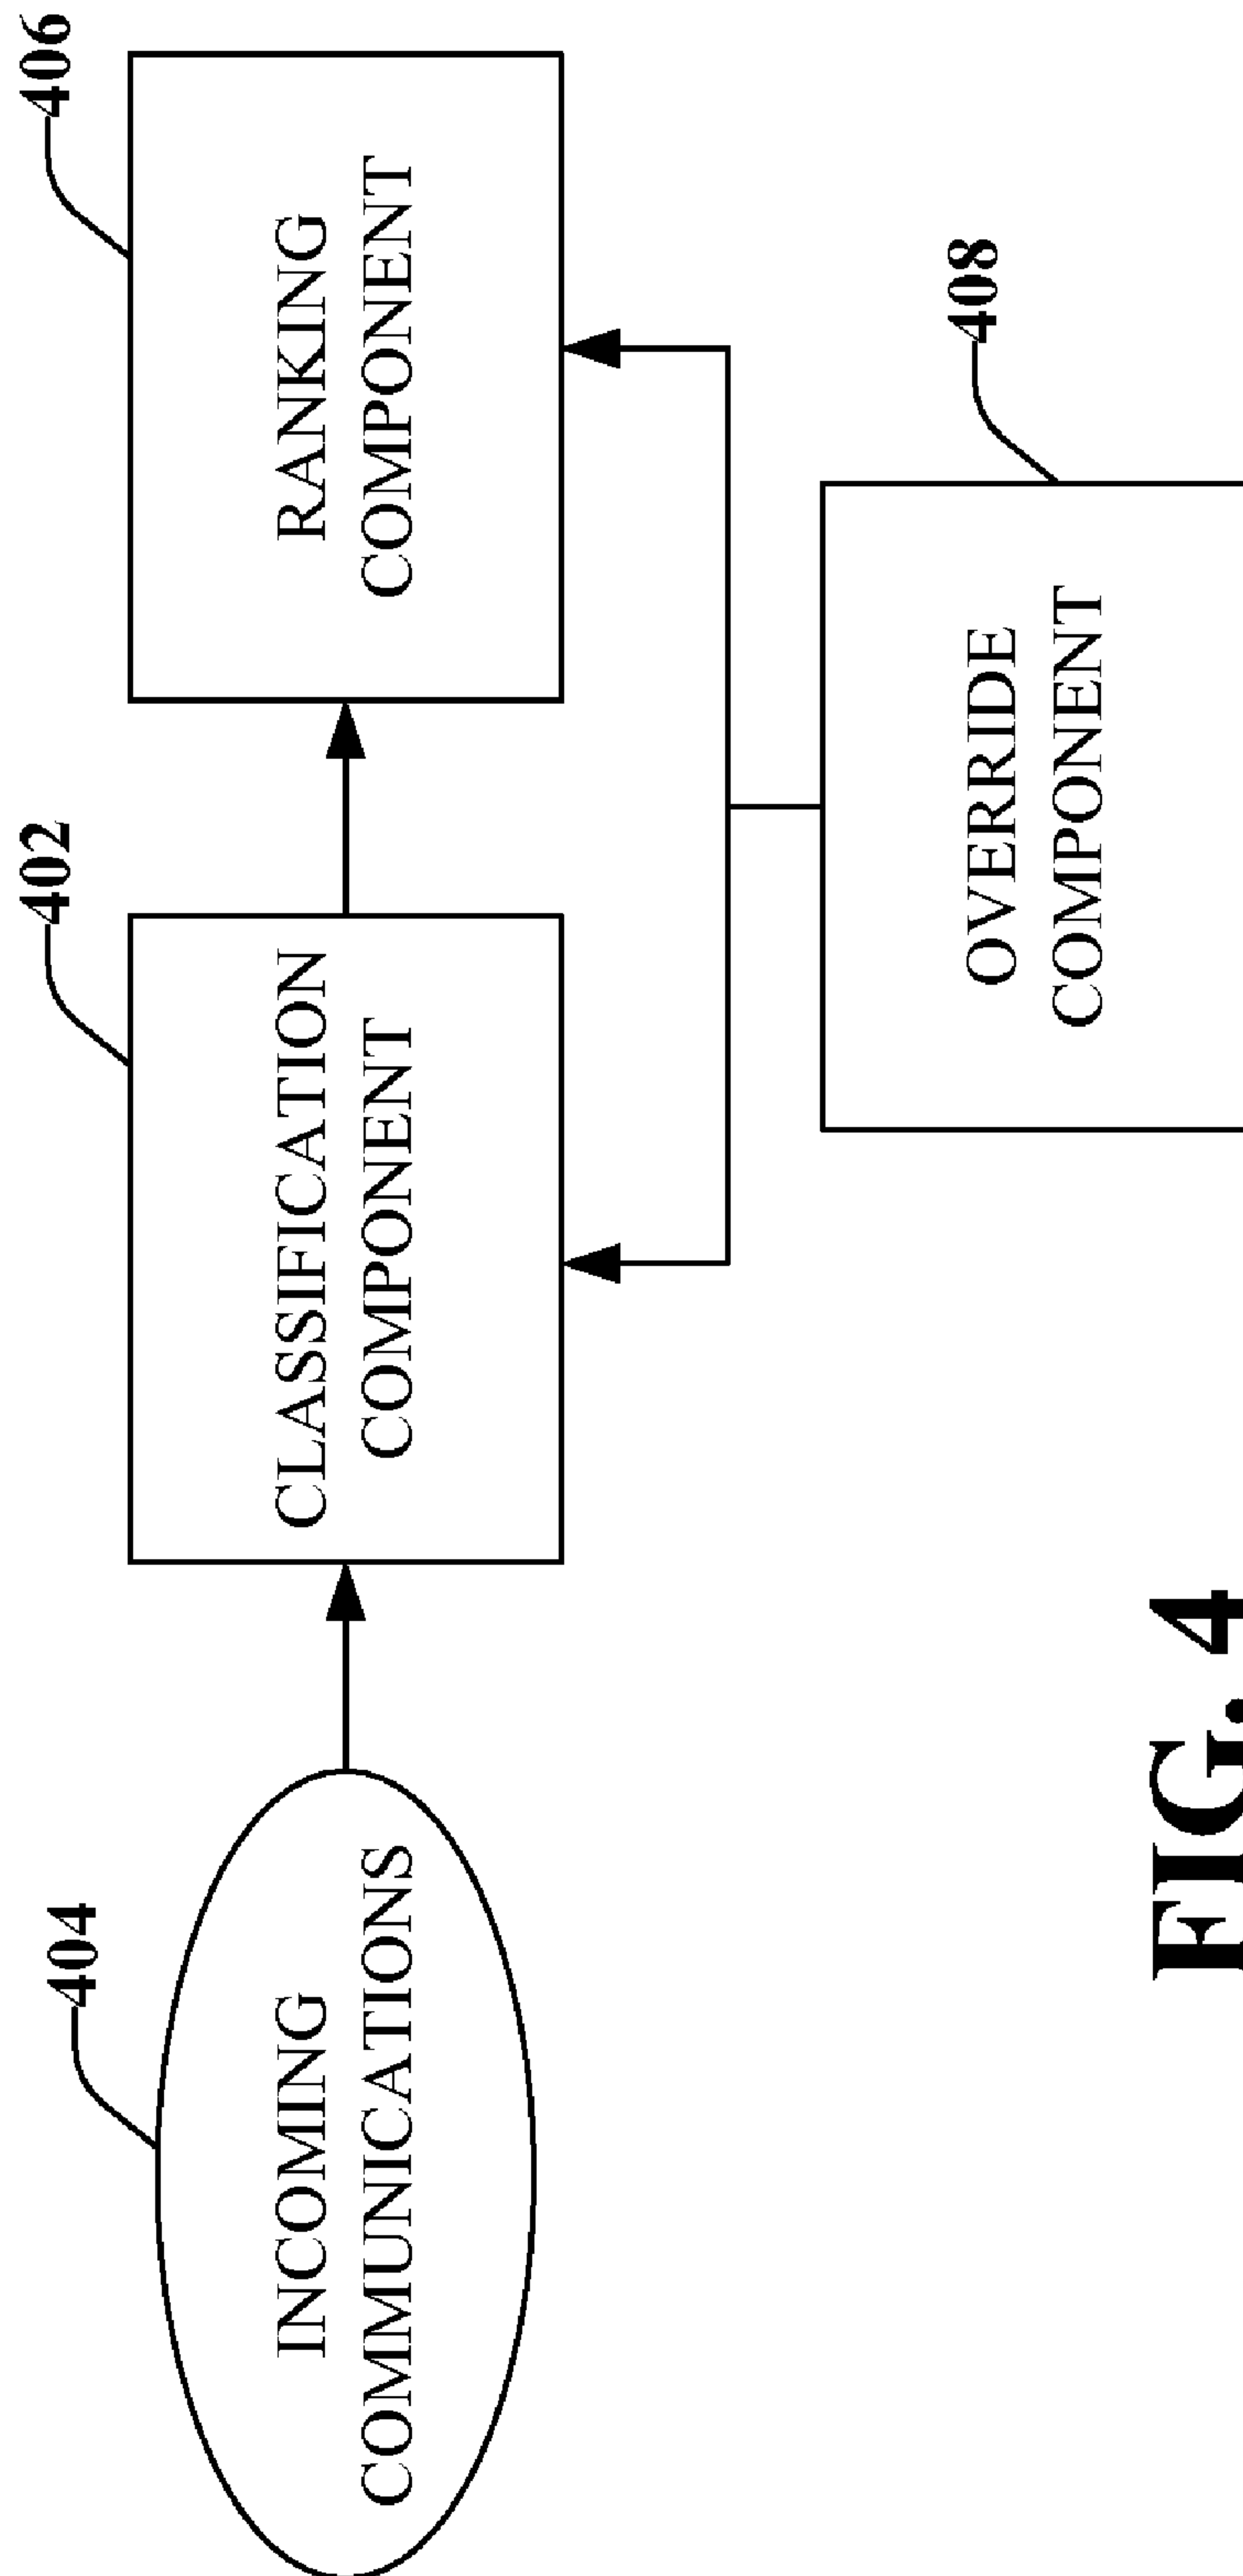 404
INCOMING
COMMUNICATIONS
402
CLASSIFICATION
COMPONENT
406
RANKING
COMPONENT
408
OVERRIDE
COMPONENT
FIG. 4